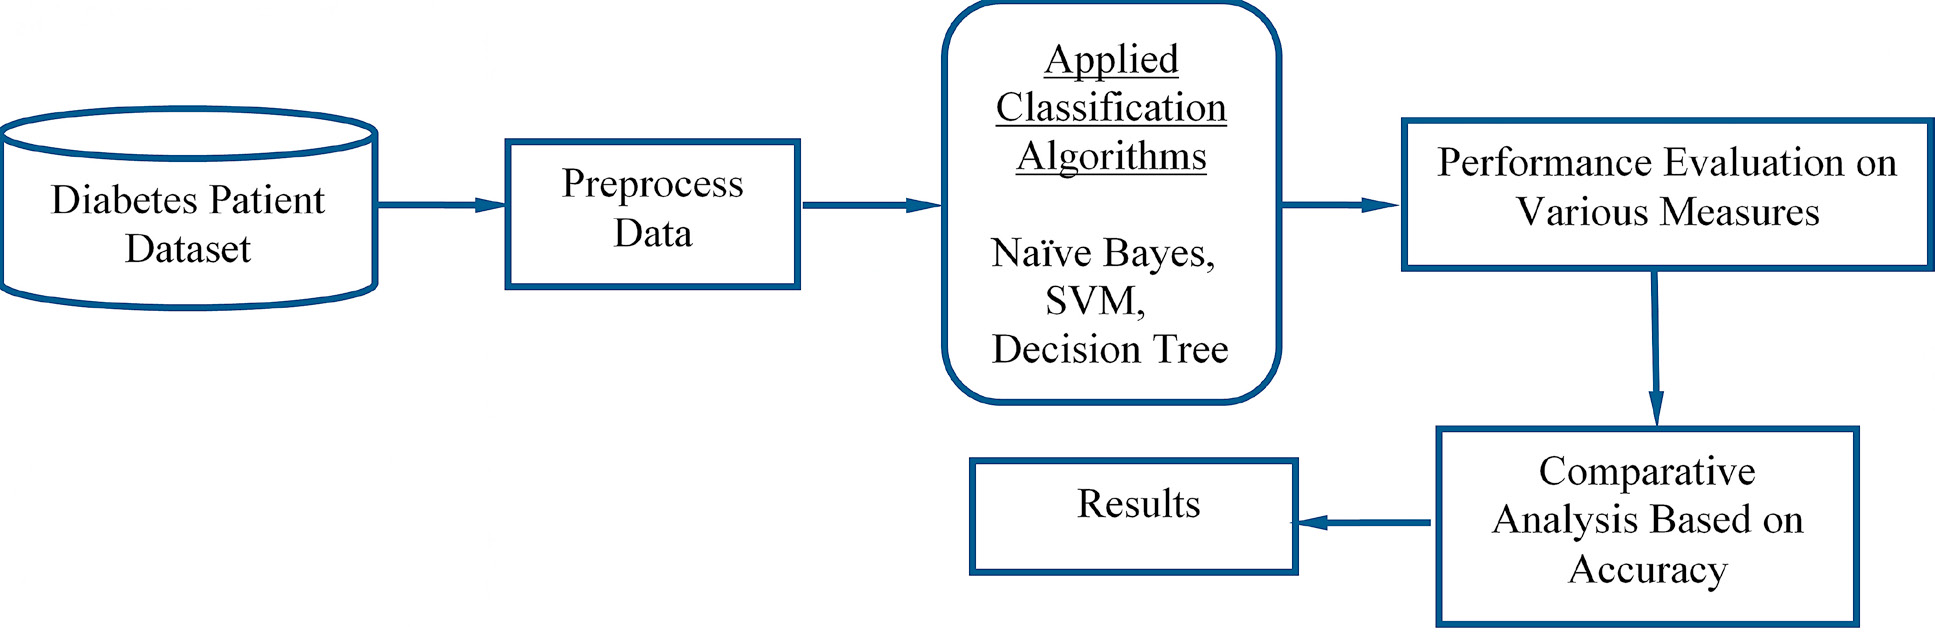 Diabetes Patient
Dataset
Preprocess
Data
Applied
Classification
Algorithms
Naïve Bayes,
SVM,
Decision Tree
Performance Evaluation on
Various Measures
Comparative
Analysis Based on
Accuracy
Results